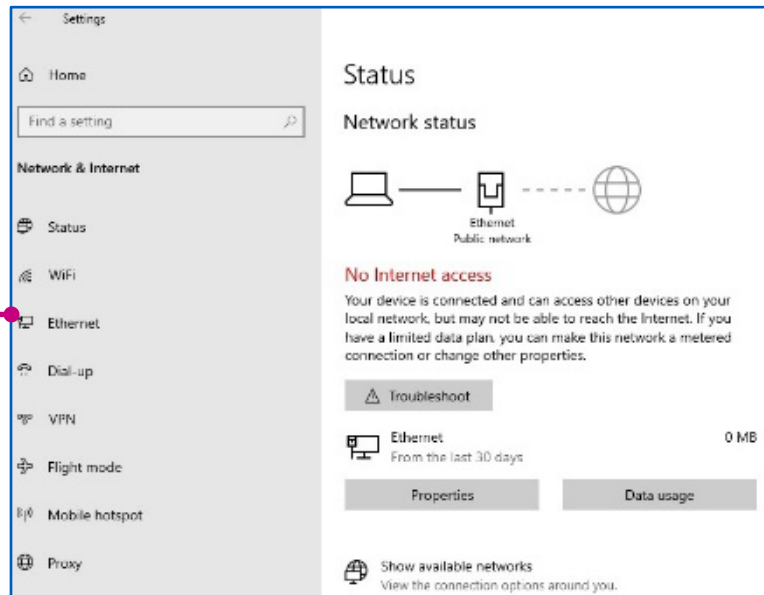 Settings
Home
Find a setting
Network & Internet
Status
WiFi
Ethernet
Dial-up
VPN
Flight mode
Mobile hotspot
Proxy
Status
Network status
Ethernet
Public network
No Internet access
Your device is connected and can access other devices on your
local network, but may not be able to reach the Internet. If you
have a limited data plan, you can make this network a metered
connection or change other properties.
Troubleshoot
Ethernet 0 MB
From the last 30 days
Properties Data usage
Show available networks
View the connection options around you.